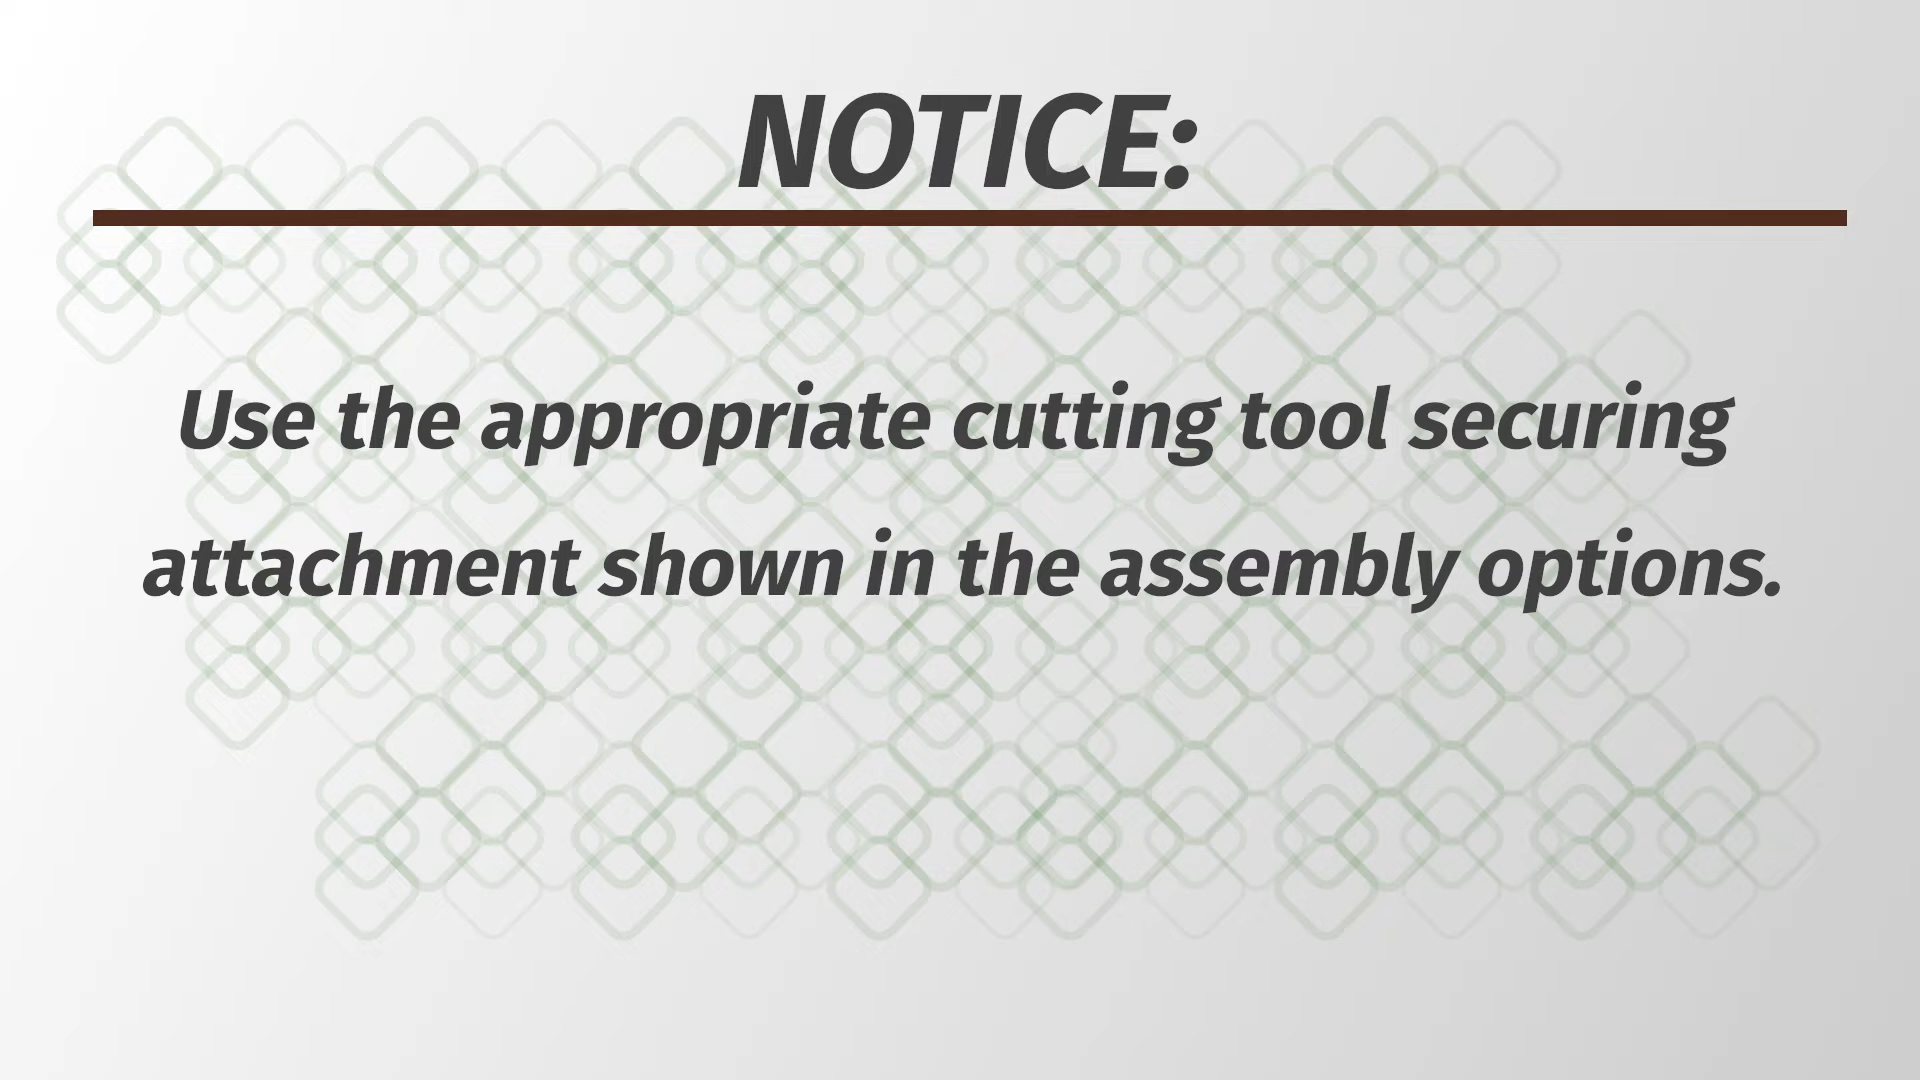 NOTICE:
Use the appropriate cutting tool securing
attachment shown in the assembly options.